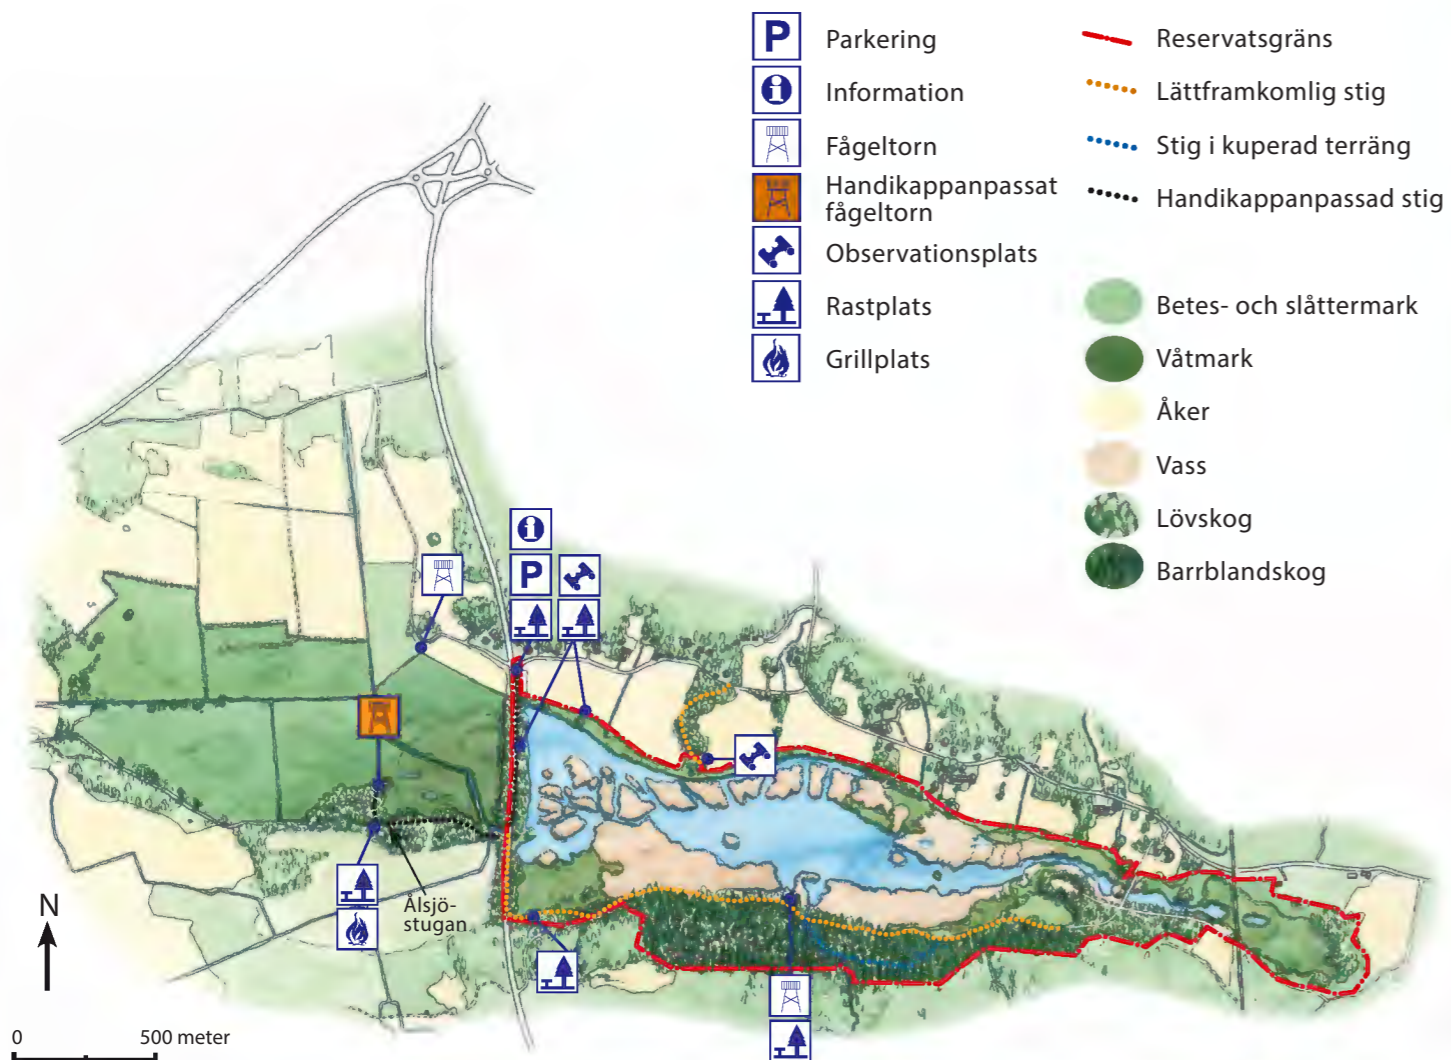 P Parkering
i Information
Fågeltorn
Handikappanpassat
fågeltorn
Observationsplats
Rastplats
Grillplats
Reservatsgräns
Lättframkomlig stig
Stig i kuperad terräng
Handikappanpassad stig
Betes- och slåttermark
Våtmark
Åker
Vass
Lövskog
Barrblandskog
i
P
Ålsjö-
stugan
N
0 500 meter